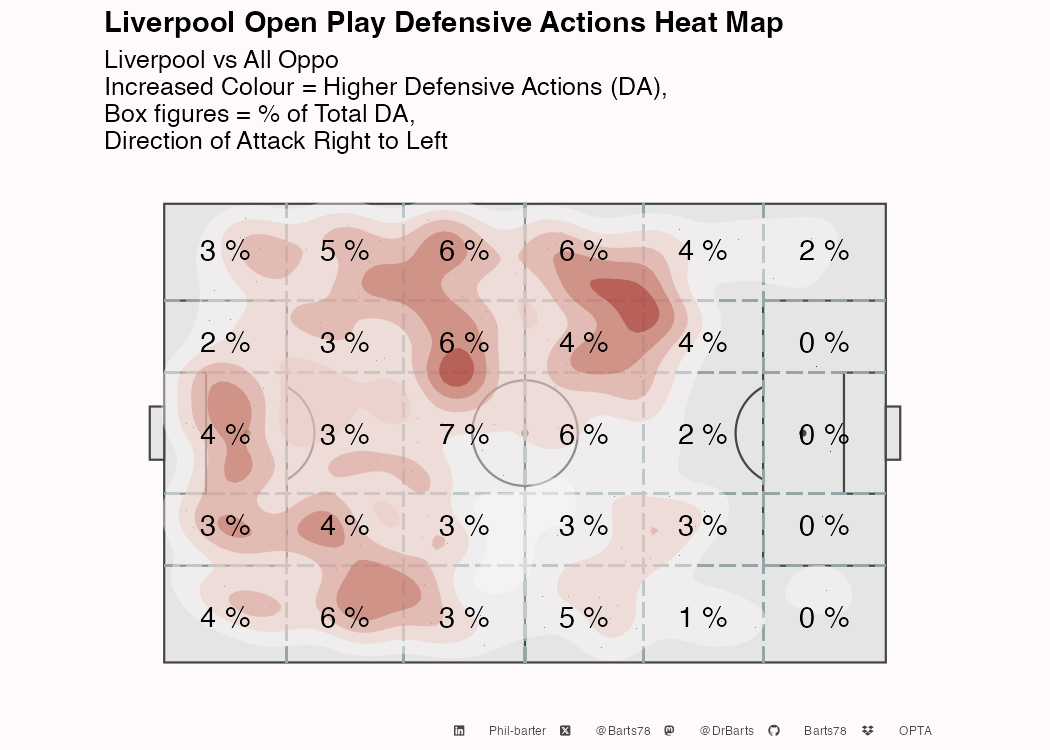 Liverpool Open Play Defensive Actions Heat Map
Liverpool vs All Oppo
Increased Colour = Higher Defensive Actions (DA),
Box figures = % of Total DA,
Direction of Attack Right to Left
3 % 5 % 6 % 6 % 4 % 2 %
2 % 3 % 6 % 4 % 4 % 0 %
4 % 3 % 7 % 6 % 2 % 0 %
3 % 4 % 3 % 3 % 3 % 0 %
4 % 6 % 3 % 5 % 1 % 0 %
Phil-barter @Barts78 @DrBarts Barts78 OPTA